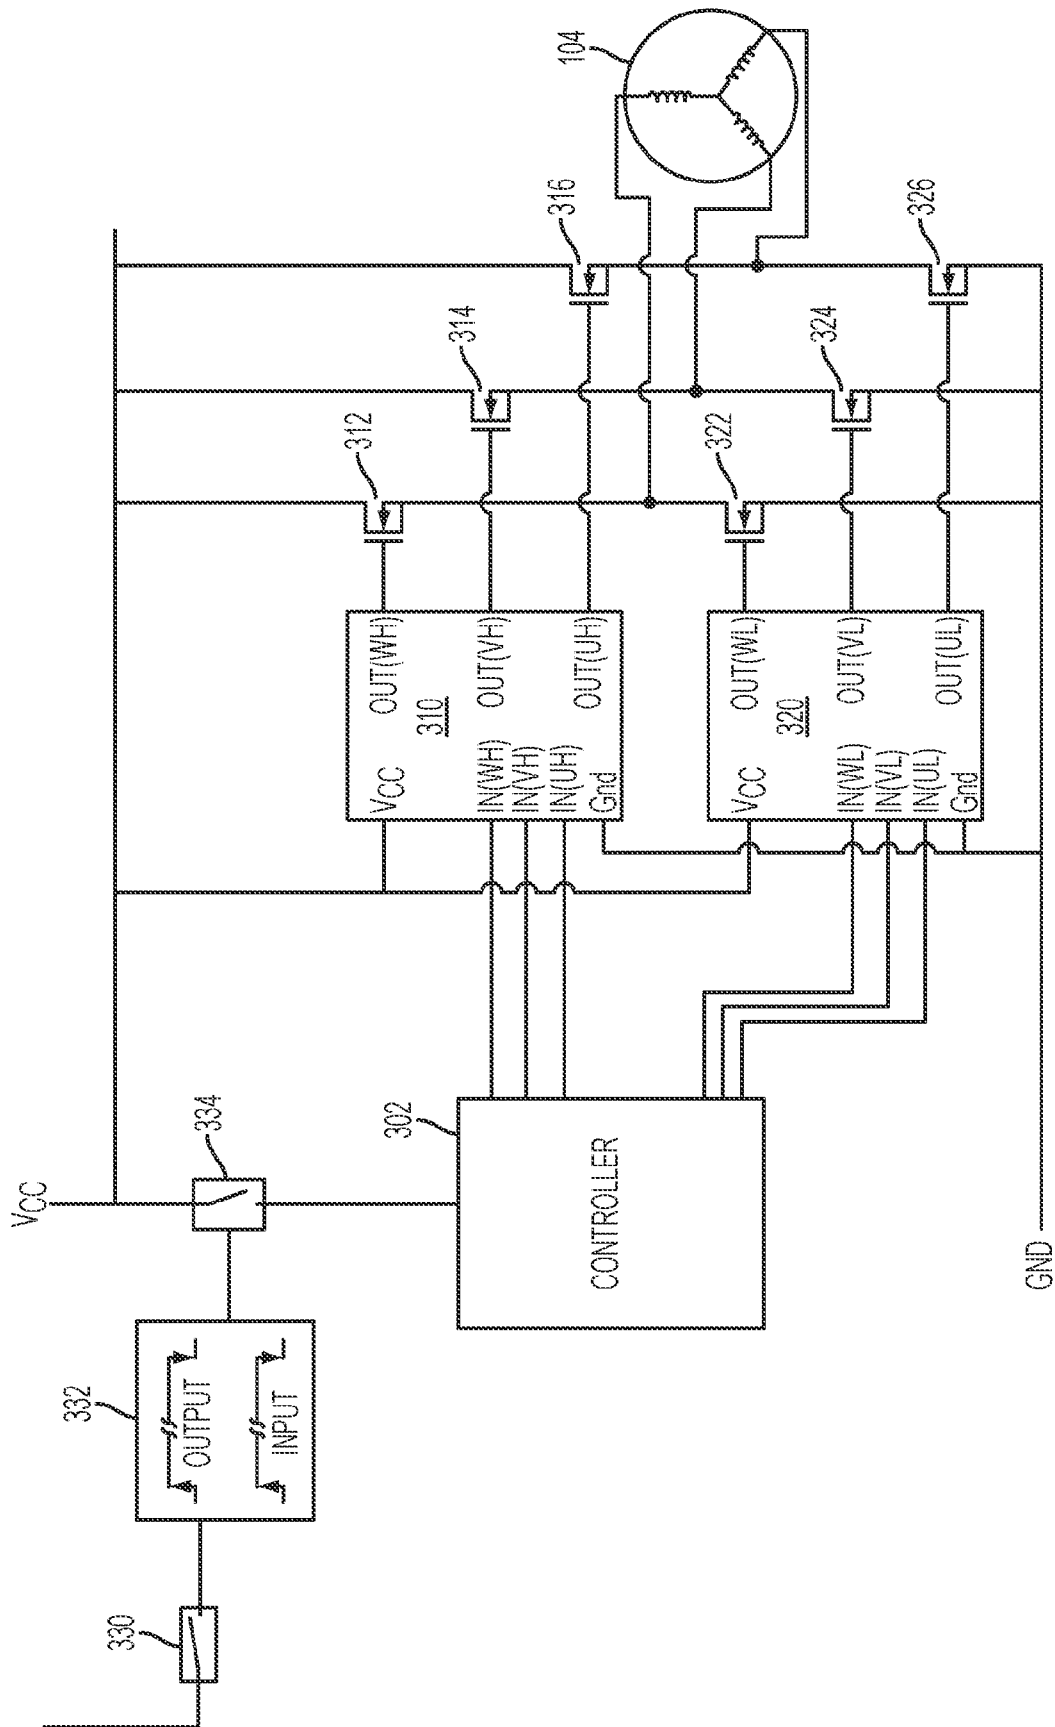 330
332
OUTPUT
INPUT
VCC
334
302
CONTROLLER
GND
VCC
IN(WH)
IN(VH)
IN(UH)
Gnd
310
OUT(WH)
OUT(VH)
OUT(UH)
VCC
IN(WL)
IN(VL)
IN(UL)
Gnd
320
OUT(WL)
OUT(VL)
OUT(UL)
312
314
316
322
324
326
104